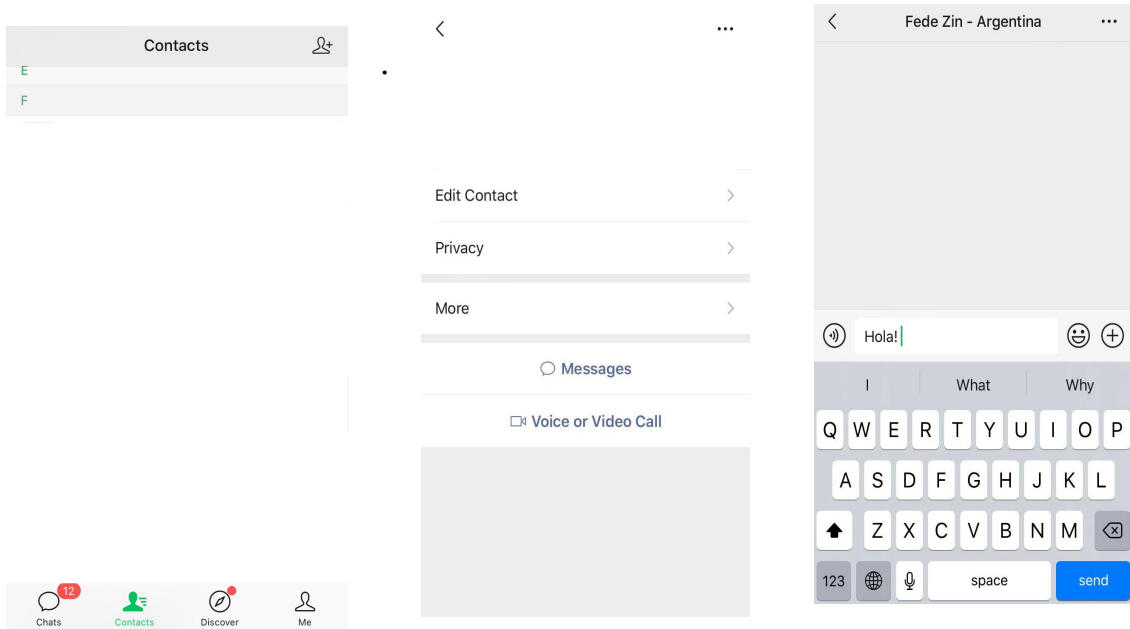 Contacts
E
F
12
Chats Contacts Discover Me
Edit Contact
Privacy
More
Messages
Voice or Video Call
Fede Zin - Argentina
Hola!
I What Why
Q W E R T Y U I O P
A S D F G H J K L
Z X C V B N M
123 space send